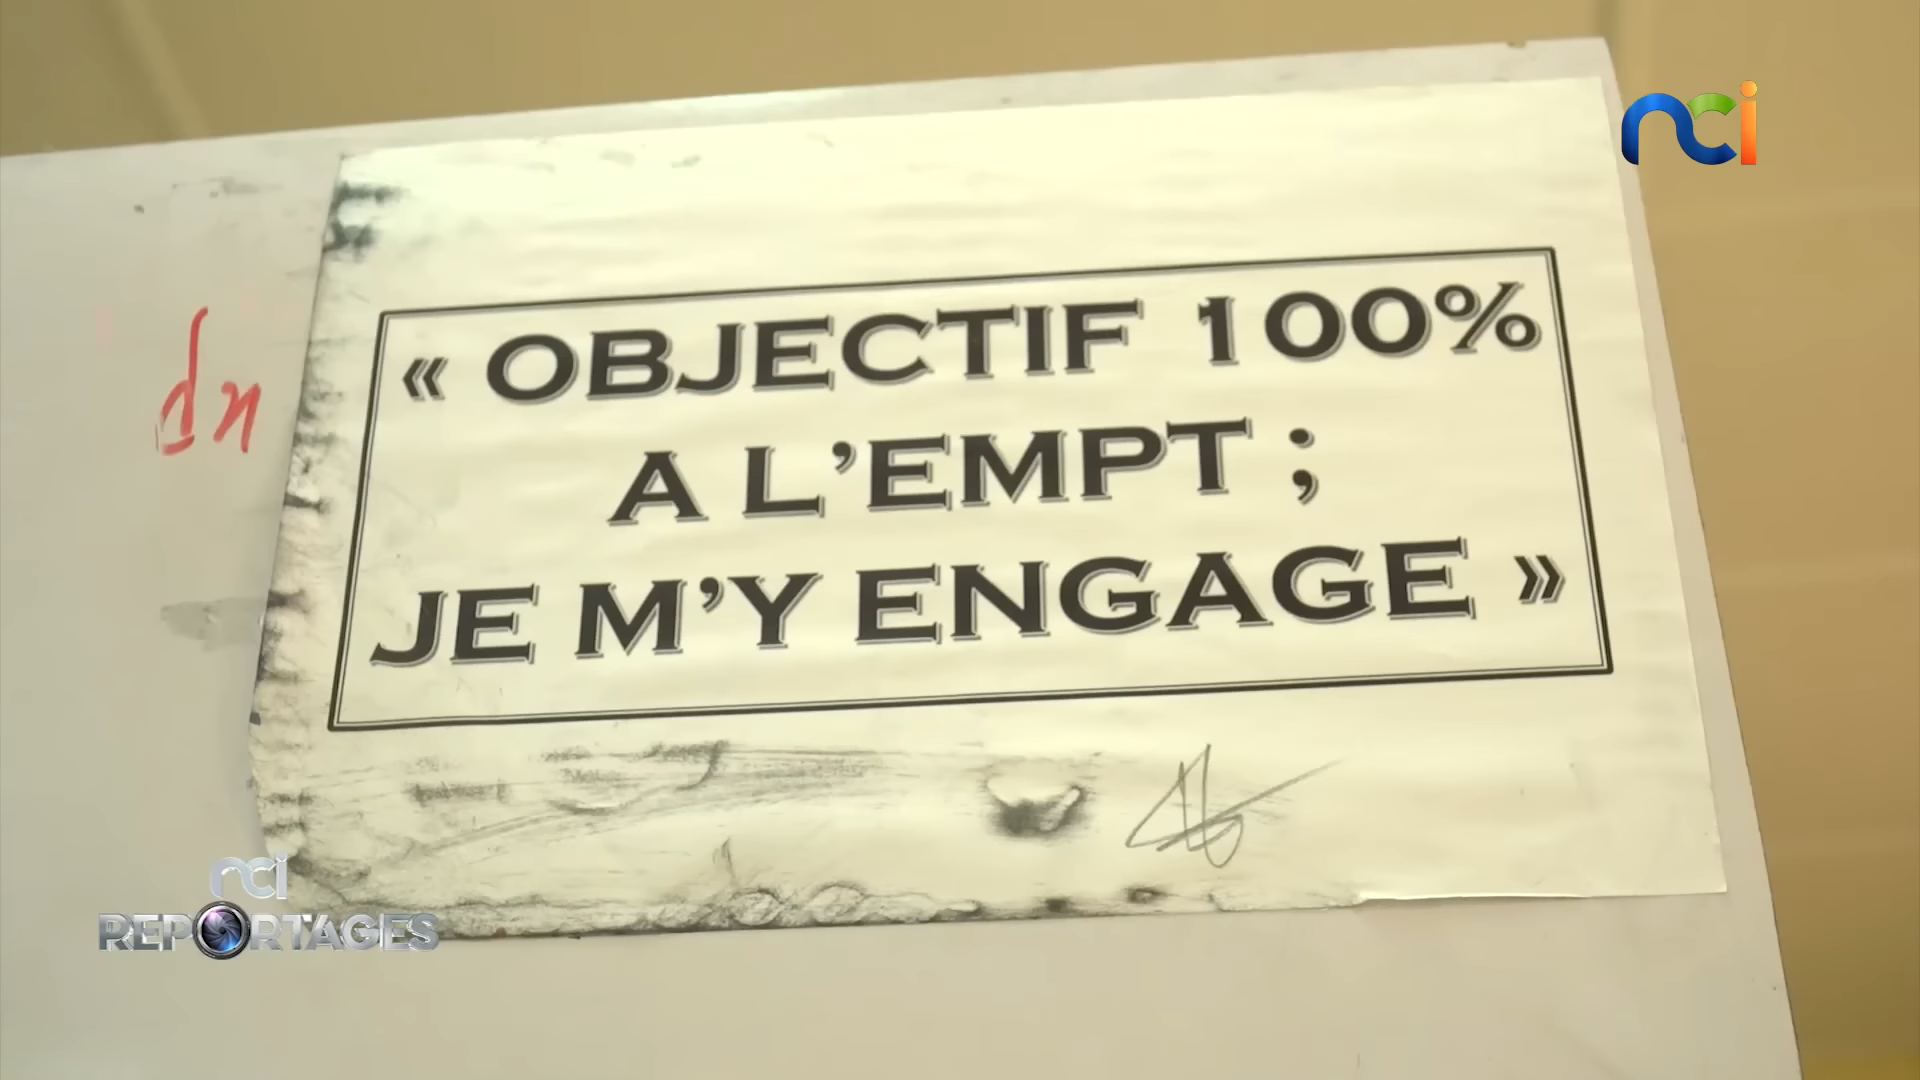 nci
« OBJECTIF 100%
A L'EMPT ;
JE M'Y ENGAGE »
nci
REPORTAGES